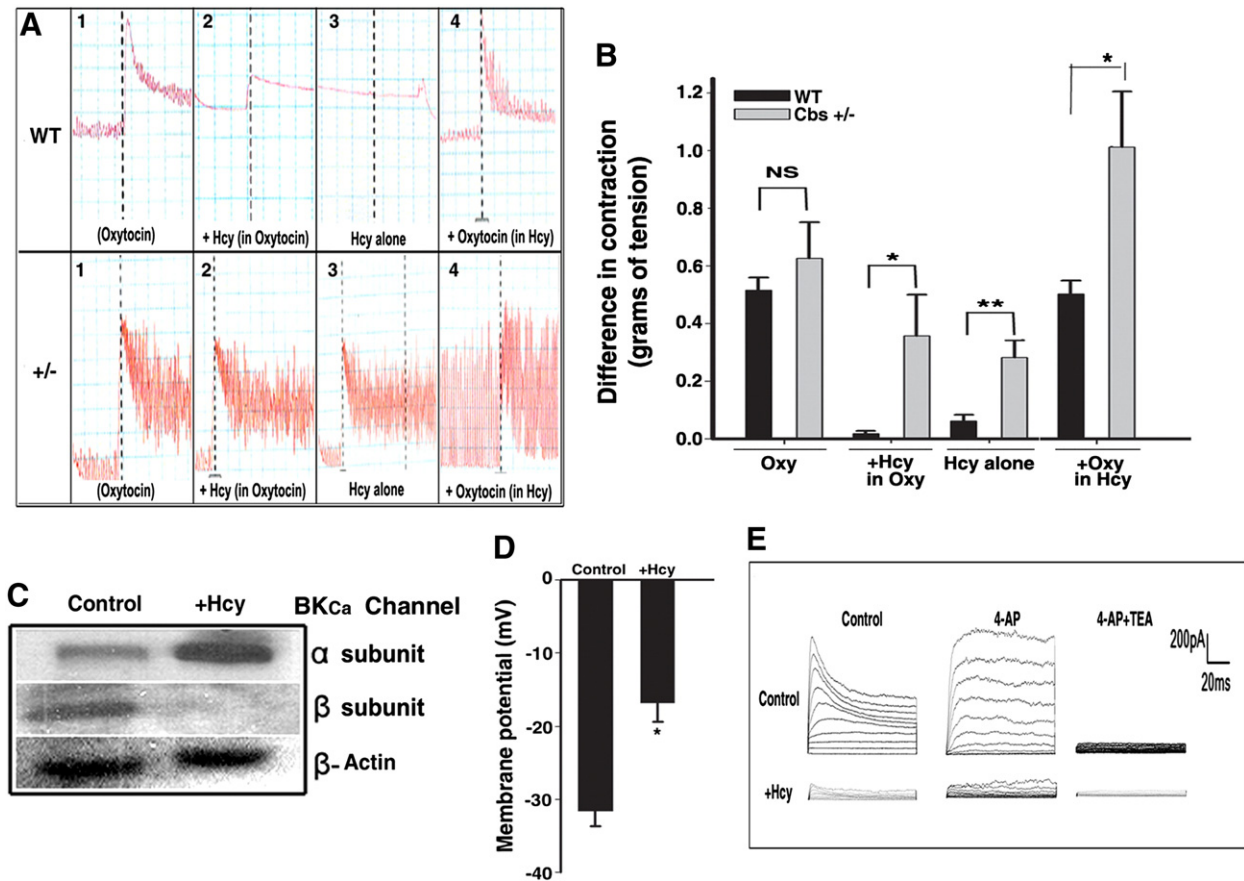 A
1 2 3 4
WT
(Oxytocin) + Hcy (in Oxytocin) Hcy alone + Oxytocin (in Hcy)
1 2 3 4
+/-
(Oxytocin) + Hcy (in Oxytocin) Hcy alone + Oxytocin (in Hcy)
B
Difference in contraction
(grams of tension)
1.2
1.0
0.8
0.6
0.4
0.2
0.0
WT
Cbs +/-
NS
*
**
*
Oxy
+Hcy
in Oxy
Hcy alone
+Oxy
in Hcy
C
Control +Hcy BKCa Channel
α subunit
β subunit
β-Actin
D
Control +Hcy
Membrane potential (mV)
0
-10
-20
-30
-40
*
E
Control 4-AP 4-AP+TEA
200pA
20ms
Control
+Hcy